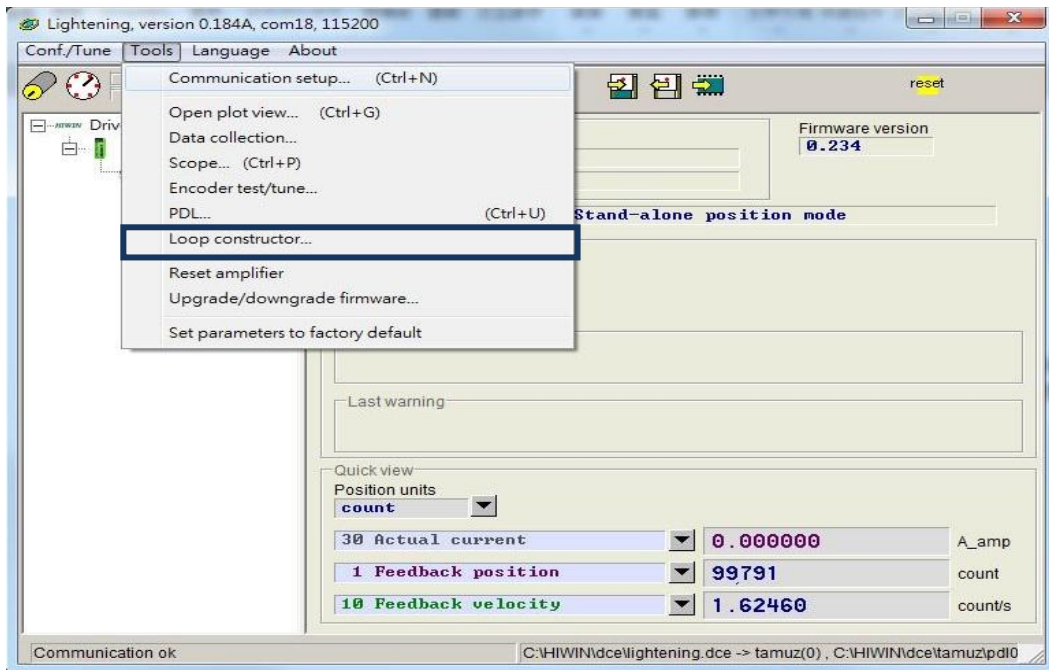 Lightening, version 0.184A, com18, 115200
Conf./Tune Tools Language About
Communication setup... (Ctrl+N)
Open plot view... (Ctrl+G)
Data collection...
Scope... (Ctrl+P)
Encoder test/tune...
PDL... (Ctrl+U)
Loop constructor...
Reset amplifier
Upgrade/downgrade firmware...
Set parameters to factory default
reset
HIWIN Driv
Firmware version
0.234
Stand-alone position mode
Last warning
Quick view
Position units
count
30 Actual current 0.000000 A_amp
1 Feedback position 99791 count
10 Feedback velocity 1.62460 count/s
Communication ok C:\HIWIN\dce\lightening.dce -> tamuz(0) , C:\HIWIN\dce\tamuz\pdl0